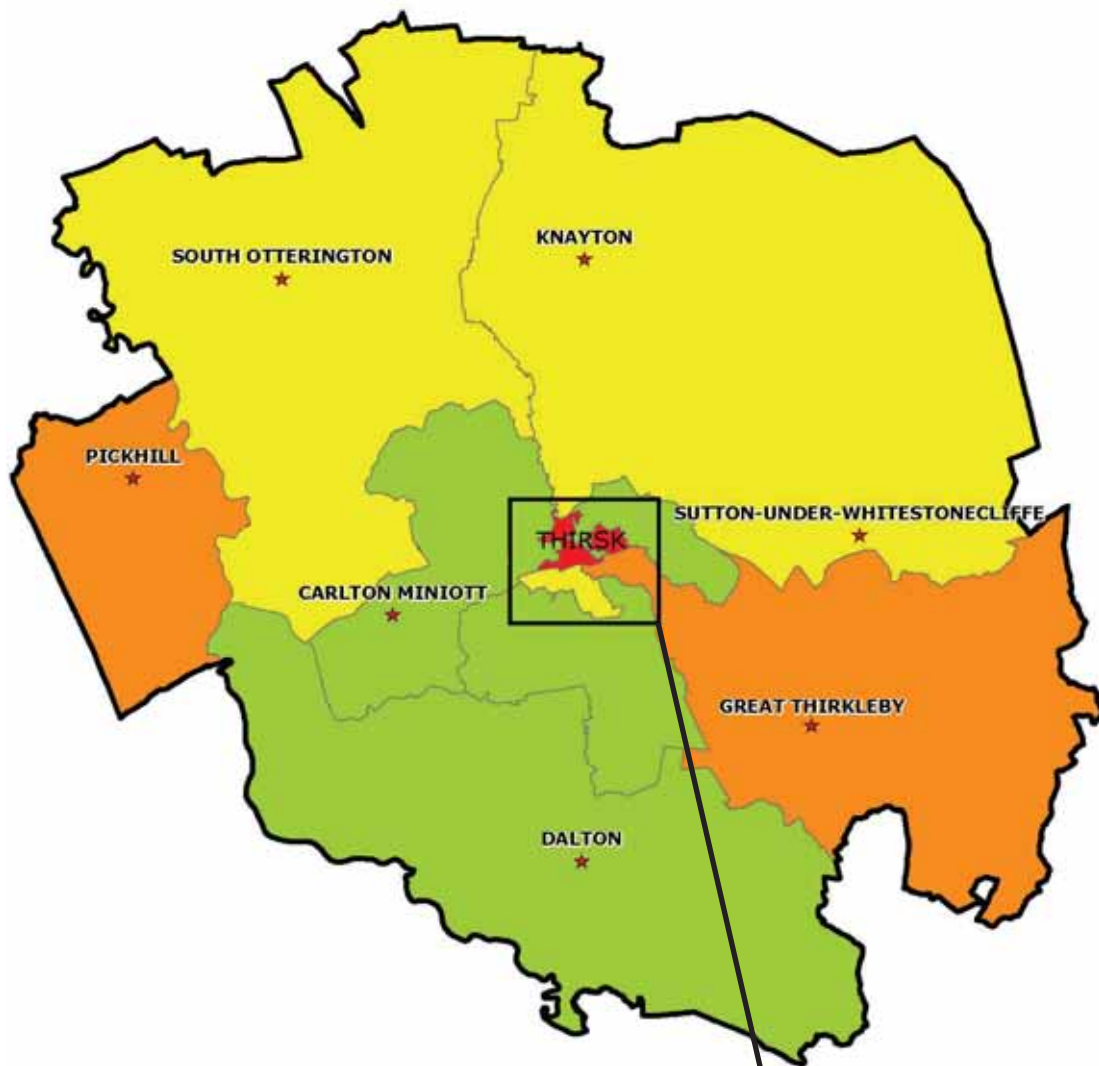 KNAYTON
SOUTH OTTERINGTON
PICKHILL
SUTTON-UNDER-WHITESTONECLIFFE
THIRSK
CARLTON MINIOTT
GREAT THIRKLEBY
DALTON